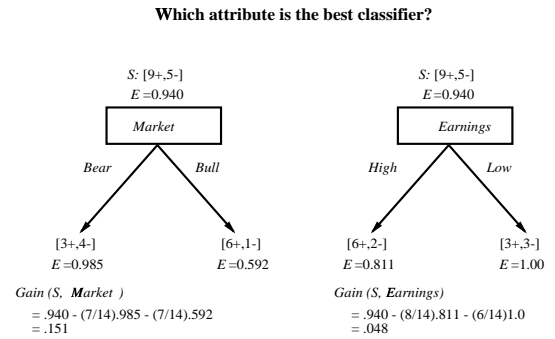 Which attribute is the best classifier?
S: [9+,5-]
E =0.940
Market
Bear
Bull
[3+,4-]
E =0.985
[6+,1-]
E =0.592
Gain (S, Market )
= .940 - (7/14).985 - (7/14).592
= .151
S: [9+,5-]
E =0.940
Earnings
High
Low
[6+,2-]
E =0.811
[3+,3-]
E =1.00
Gain (S, Earnings)
= .940 - (8/14).811 - (6/14)1.0
= .048